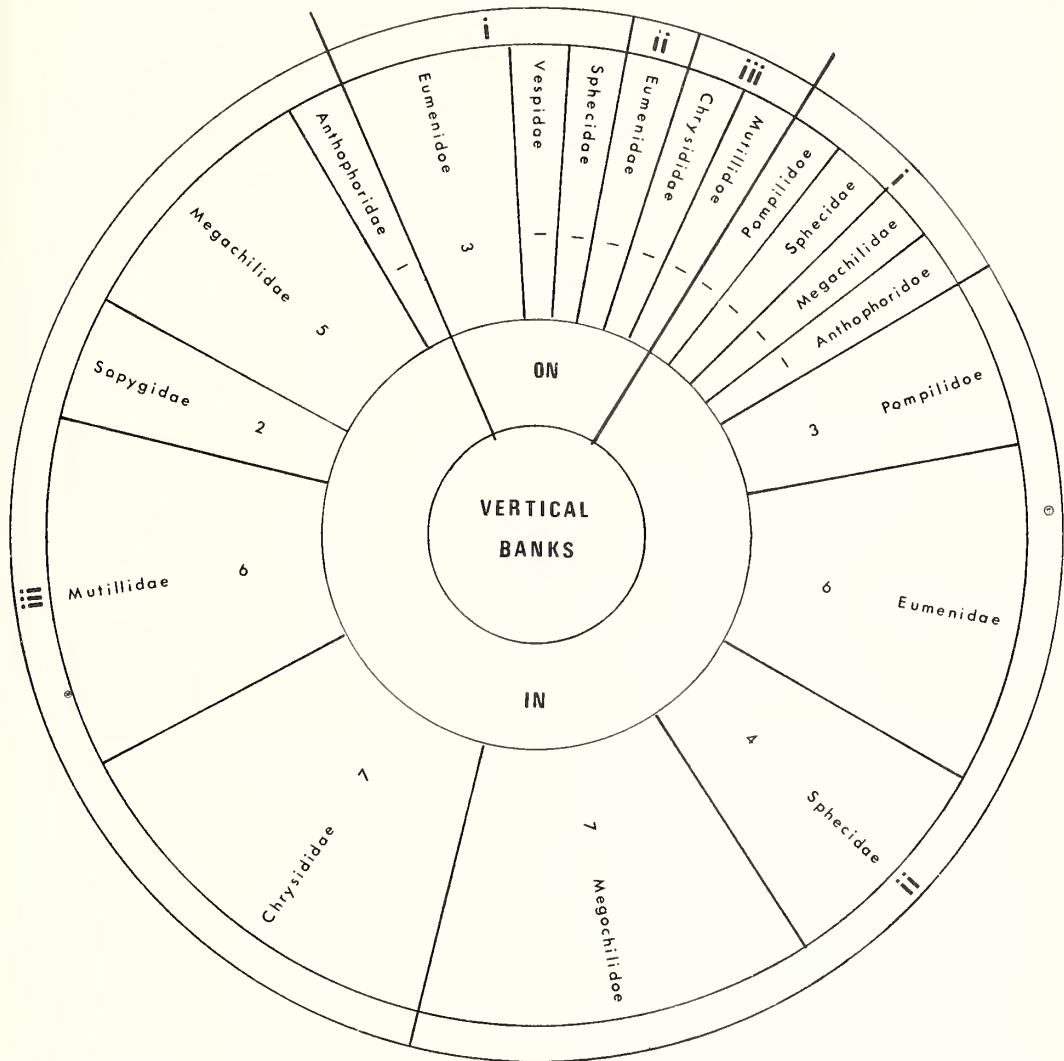 i
Eumenidae
3
Vespidae
1
Sphecidae
1
ii
Eumenidae
1
iii
Chrysididae
1
Mutillidae
1
i
Pompilidae
1
Sphecidae
1
Megachilidae
1
Anthophoridae
1
ii
Pompilidae
3
Eumenidae
6
Sphecidae
4
Megachilidae
7
iii
Chrysididae
7
Mutillidae
6
Sapygidae
2
Megachilidae
5
Anthophoridae
1
ON
VERTICAL
BANKS
IN